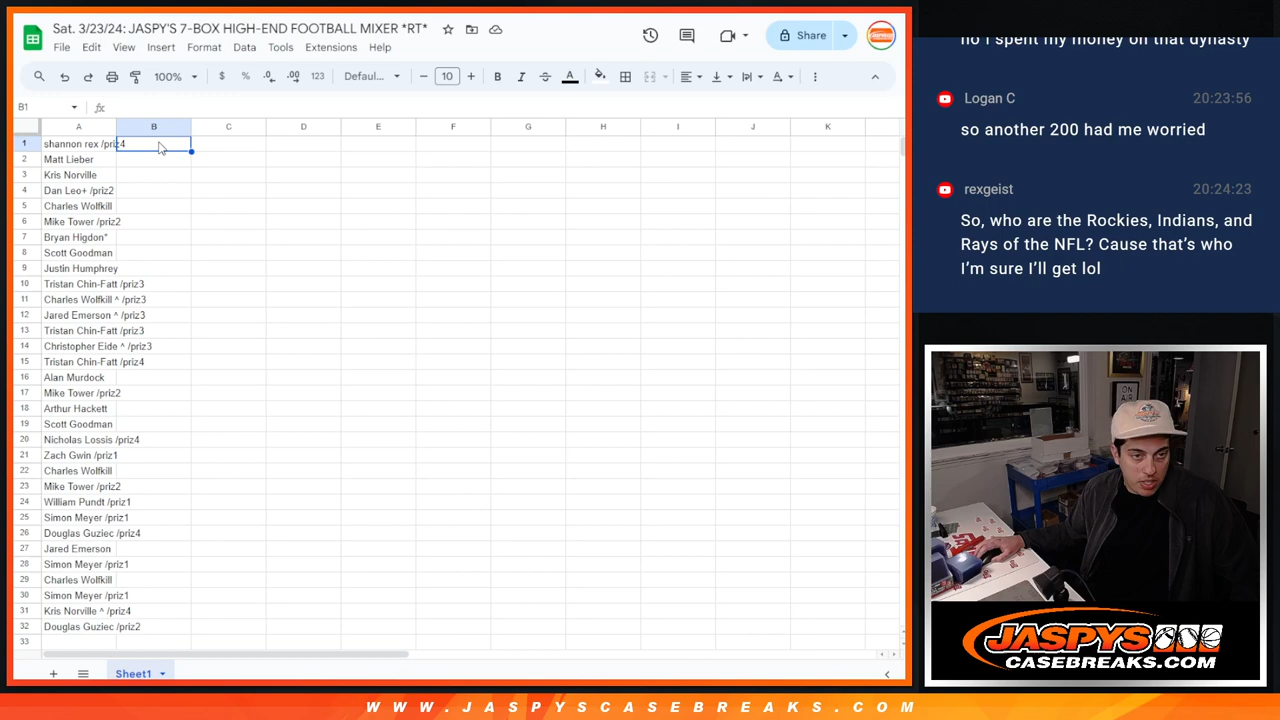 Sat. 3/23/24: JASPY'S 7-BOX HIGH-END FOOTBALL MIXER *RT*
File Edit View Insert Format Data Tools Extensions Help
Share
100% $ % .0 .00 123 Defaul... 10 B I A
B1 fx
A B C D E F G H I J K
1 shannon rex /priz4
2 Matt Lieber
3 Kris Norville
4 Dan Leo+ /priz2
5 Charles Wolfkill
6 Mike Tower /priz2
7 Bryan Higdon*
8 Scott Goodman
9 Justin Humphrey
10 Tristan Chin-Fatt /priz3
11 Charles Wolfkill ^ /priz3
12 Jared Emerson ^ /priz3
13 Tristan Chin-Fatt /priz3
14 Christopher Eide ^ /priz3
15 Tristan Chin-Fatt /priz4
16 Alan Murdock
17 Mike Tower /priz2
18 Arthur Hackett
19 Scott Goodman
20 Nicholas Lossis /priz4
21 Zach Gwin /priz1
22 Charles Wolfkill
23 Mike Tower /priz2
24 William Pundt /priz1
25 Simon Meyer /priz1
26 Douglas Guziec /priz4
27 Jared Emerson
28 Simon Meyer /priz1
29 Charles Wolfkill
30 Simon Meyer /priz1
31 Kris Norville ^ /priz4
32 Douglas Guziec /priz2
33
Sheet1
no I spent my money on that dynasty
Logan C 20:23:56
so another 200 had me worried
rexgeist 20:24:23
So, who are the Rockies, Indians, and
Rays of the NFL? Cause that's who
I'm sure I'll get lol
ON
AIR
JASPYS
CASEBREAKS.COM
WWW.JASPYSCASEBREAKS.COM